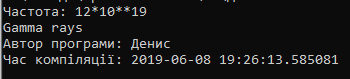 Частота: 12*10**19
Gamma rays
Автор програми: Денис
Час компіляції: 2019-06-08 19:26:13.585081